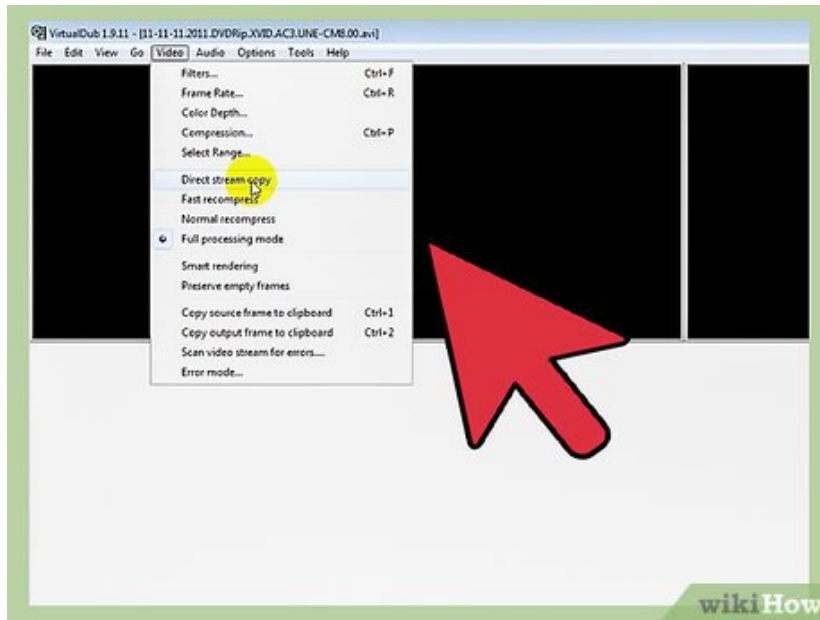 VirtualDub 1.9.11 - [11-11-11.2011.DVDRip.XVID.AC3.UNE-CM8.00.avi]
File Edit View Go Video Audio Options Tools Help
Filters... Ctrl+F
Frame Rate... Ctrl+R
Color Depth...
Compression... Ctrl+P
Select Range...
Direct stream copy
Fast recompress
Normal recompress
Full processing mode
Smart rendering
Preserve empty frames
Copy source frame to clipboard Ctrl+1
Copy output frame to clipboard Ctrl+2
Scan video stream for errors....
Error mode...
wikiHow